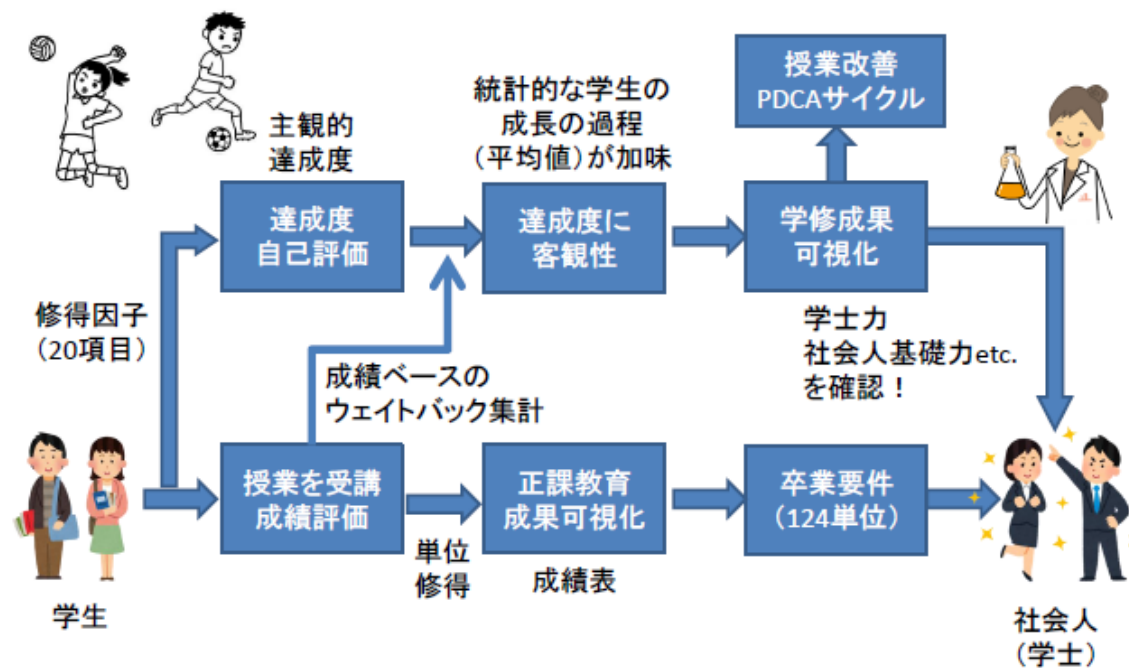 授業改善
PDCAサイクル
統計的な学生の
成長の過程
（平均値）が加味
主観的
達成度
達成度
自己評価
達成度に
客観性
学修成果
可視化
修得因子
（20項目）
学士力
社会人基礎力etc.
を確認！
成績ベースの
ウェイトバック集計
授業を受講
成績評価
正課教育
成果可視化
卒業要件
（124単位）
単位
修得
成績表
学生
社会人
（学士）